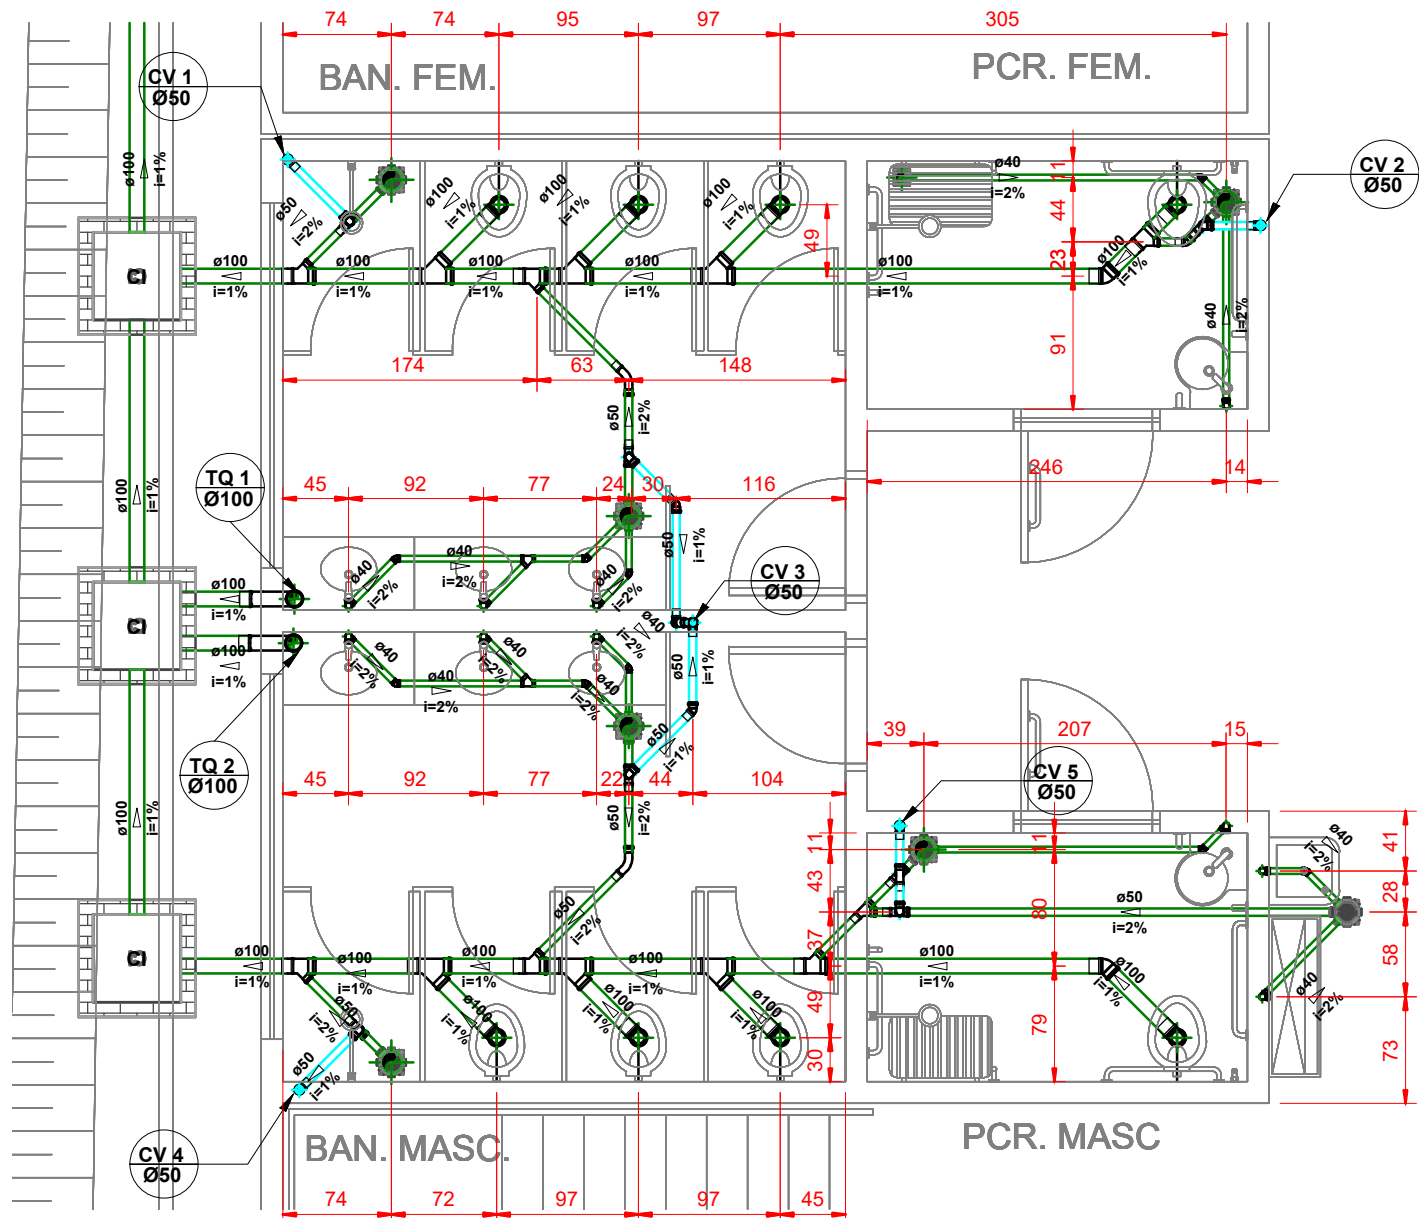 74 74 95 97 305
BAN. FEM.
PCR. FEM.
CV 1
Ø50
CV 2
Ø50
ø100
i=1%
ø50
i=2%
ø100
i=1%
ø100
i=1%
ø100
i=1%
ø40
i=2%
11
44
23
91
49
ø100
i=1%
CI
ø100
i=1%
ø100
i=1%
ø100
i=1%
ø100
i=1%
ø100
i=1%
ø40
i=2%
174 63 148
ø50
i=2%
246 14
TQ 1
Ø100
45 92 77 24 30 116
ø100
i=1%
ø50
i=1%
ø40
i=2%
ø40
i=2%
ø40
i=2%
CV 3
Ø50
ø100
i=1%
CI
ø100
i=1%
ø40
i=2%
ø40
i=2%
i=2%
ø40
i=2%
ø40
i=2%
ø50
i=1%
ø50
i=1%
TQ 2
Ø100
39 207 15
CV 5
Ø50
45 92 77 22 44 104
ø100
i=1%
ø50
i=2%
11
43
37
49
30
11
80
79
41
28
58
73
ø40
i=2%
ø50
i=2%
ø50
i=2%
ø40
i=2%
CI
ø100
i=1%
ø100
i=1%
ø100
i=1%
ø100
i=1%
ø100
i=1%
ø100
i=1%
ø50
i=2%
ø100
i=1%
ø100
i=1%
ø100
i=1%
ø50
i=1%
CV 4
Ø50
BAN. MASC.
PCR. MASC
74 72 97 97 45